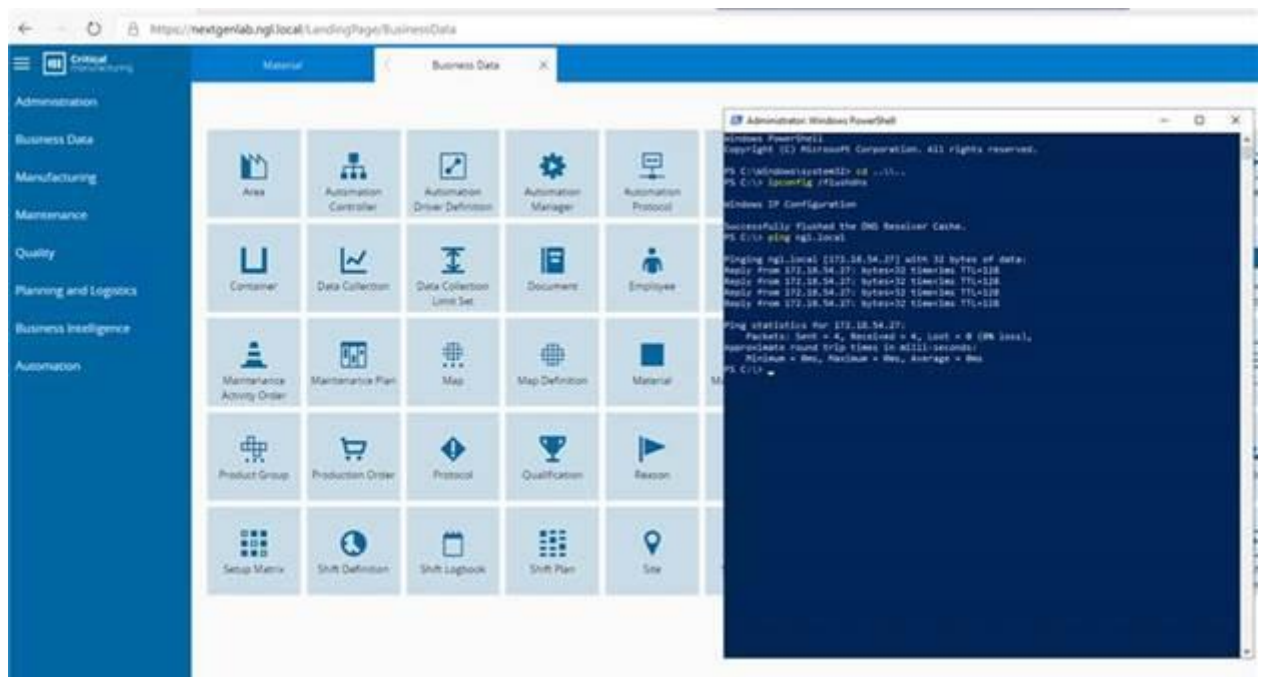 https://nextgenlab.ngl.local/LandingPage/BusinessData
Critical
manufacturing
Material
Business Data
Administration
Business Data
Manufacturing
Maintenance
Quality
Planning and Logistics
Business Intelligence
Automation
Area
Automation
Controller
Automation
Driver Definition
Automation
Manager
Automation
Protocol
Container
Data Collection
Data Collection
Limit Set
Document
Employee
Maintenance
Activity Order
Maintenance Plan
Map
Map Definition
Material
Product Group
Production Order
Protocol
Qualification
Reason
Setup Matrix
Shift Definition
Shift Logbook
Shift Plan
Site
Administrator: Windows PowerShell
Windows PowerShell
Copyright (C) Microsoft Corporation. All rights reserved.
PS C:\Windows\system32> cd ..\..
PS C:\> ipconfig /flushdns
Windows IP Configuration
Successfully flushed the DNS Resolver Cache.
PS C:\> ping ngl.local
Pinging ngl.local [172.18.54.27] with 32 bytes of data:
Reply from 172.18.54.27: bytes=32 time<1ms TTL=128
Reply from 172.18.54.27: bytes=32 time<1ms TTL=128
Reply from 172.18.54.27: bytes=32 time<1ms TTL=128
Reply from 172.18.54.27: bytes=32 time<1ms TTL=128
Ping statistics for 172.18.54.27:
Packets: Sent = 4, Received = 4, Lost = 0 (0% loss),
Approximate round trip times in milli-seconds:
Minimum = 0ms, Maximum = 0ms, Average = 0ms
PS C:\>